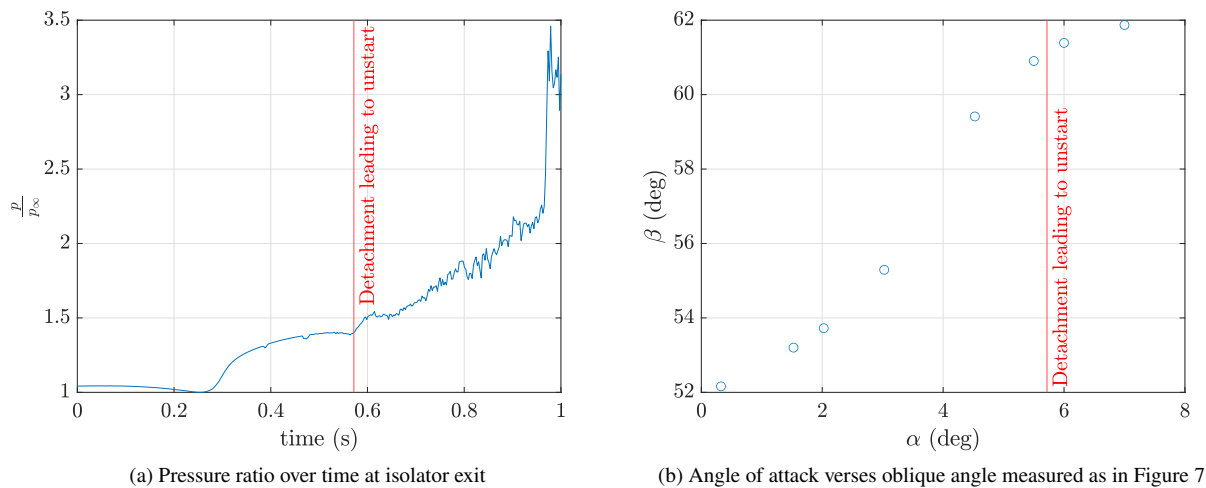 3.5
3
2.5
2
1.5
1
0
0.2
0.4
0.6
0.8
1
p
p∞
time (s)
Detachment leading to unstart
(a) Pressure ratio over time at isolator exit
62
60
58
56
54
52
0
2
4
6
8
β (deg)
α (deg)
Detachment leading to unstart
(b) Angle of attack verses oblique angle measured as in Figure 7